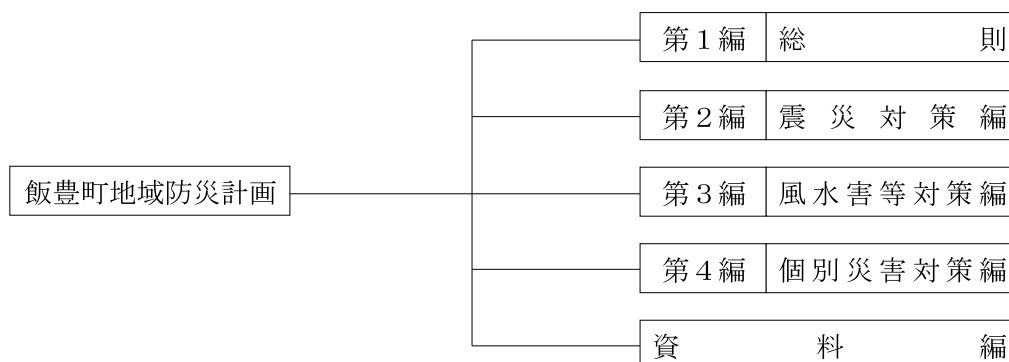 第1編 総則
第2編 震災対策編
飯豊町地域防災計画
第3編 風水害等対策編
第4編 個別災害対策編
資料編